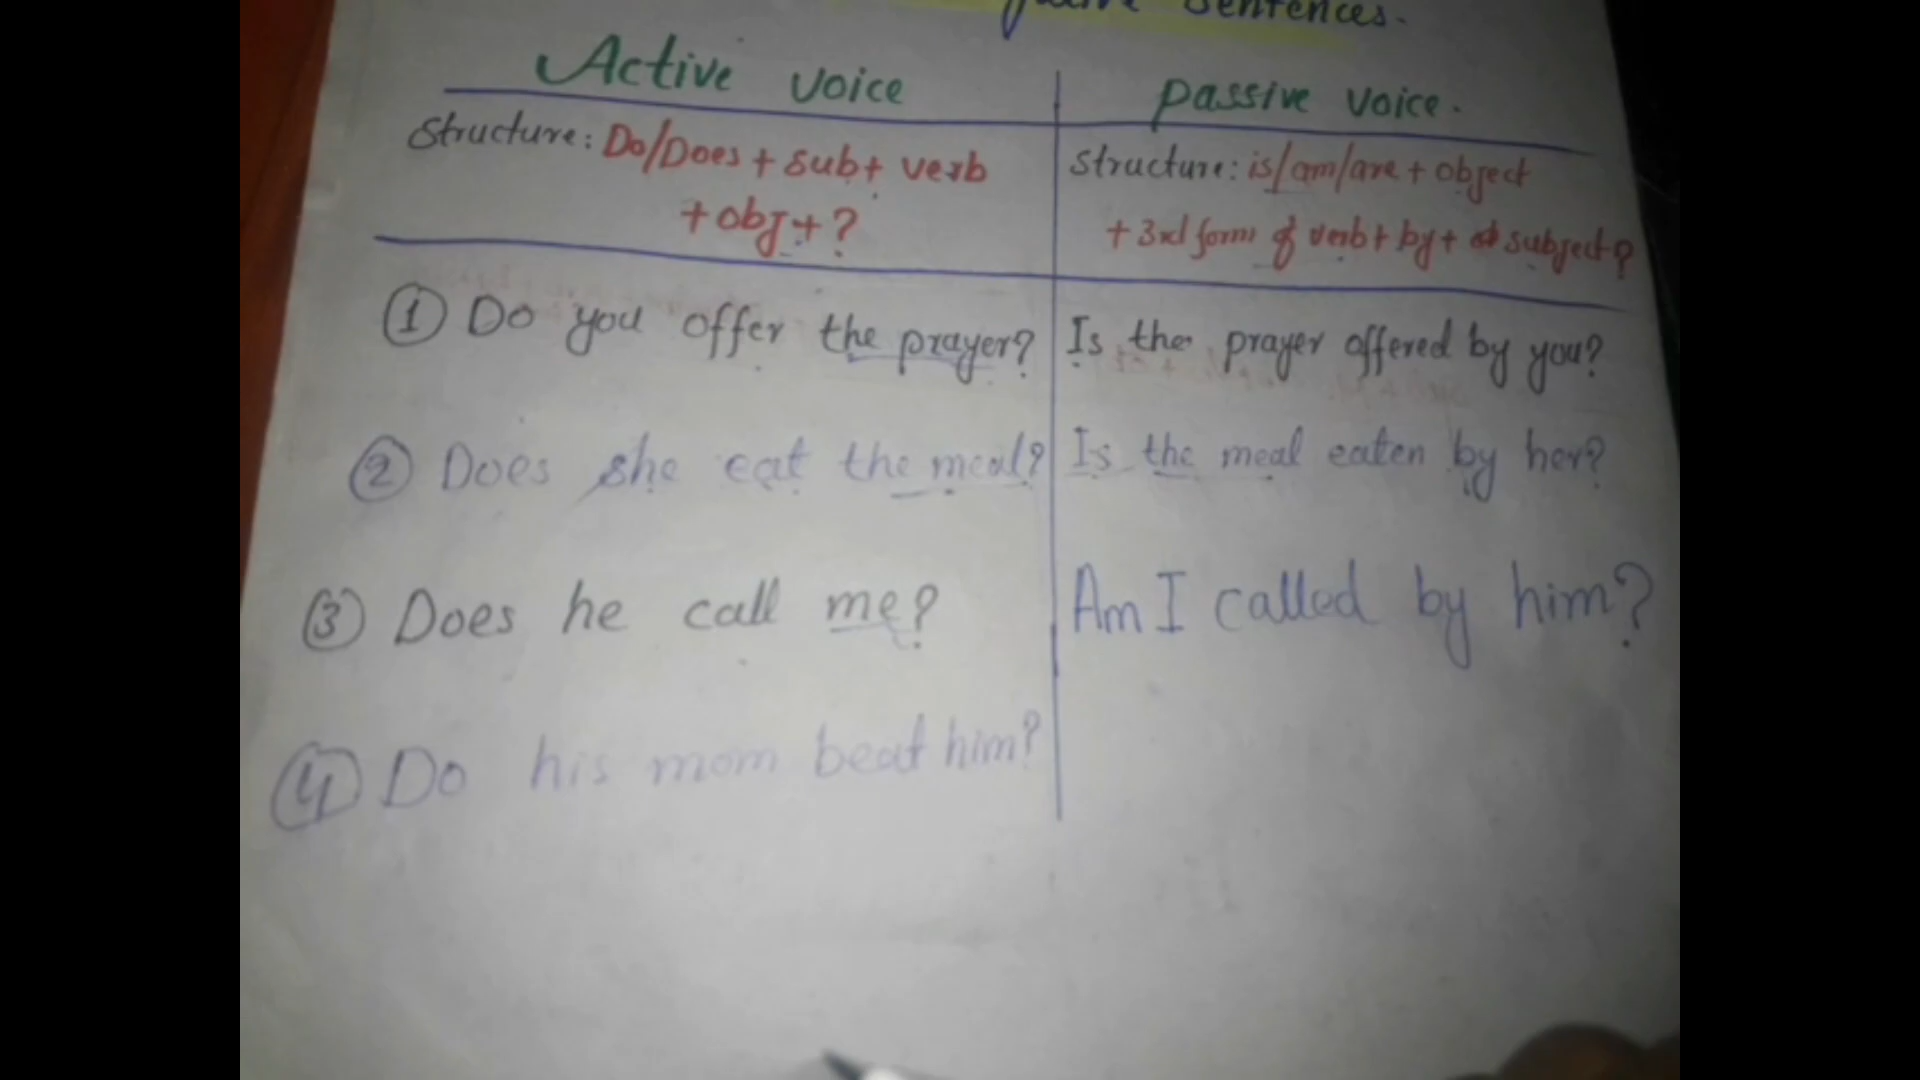 Sentences.
Active voice
passive voice.
Structure: Do/Does + sub + verb
+ obj + ?
structure: is/am/are + object
+ 3rd form of verb + by + subject ?
① Do you offer the prayer?
Is the prayer offered by you?
② Does she eat the meal?
Is the meal eaten by her?
③ Does he call me?
Am I called by him?
④ Do his mom beat him?